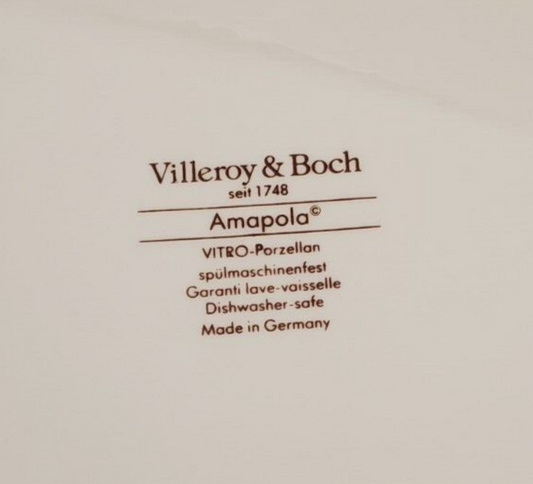 Villeroy & Boch
seit 1748
Amapola©
VITRO-Porzellan
spülmaschinenfest
Garanti lave-vaisselle
Dishwasher-safe
Made in Germany